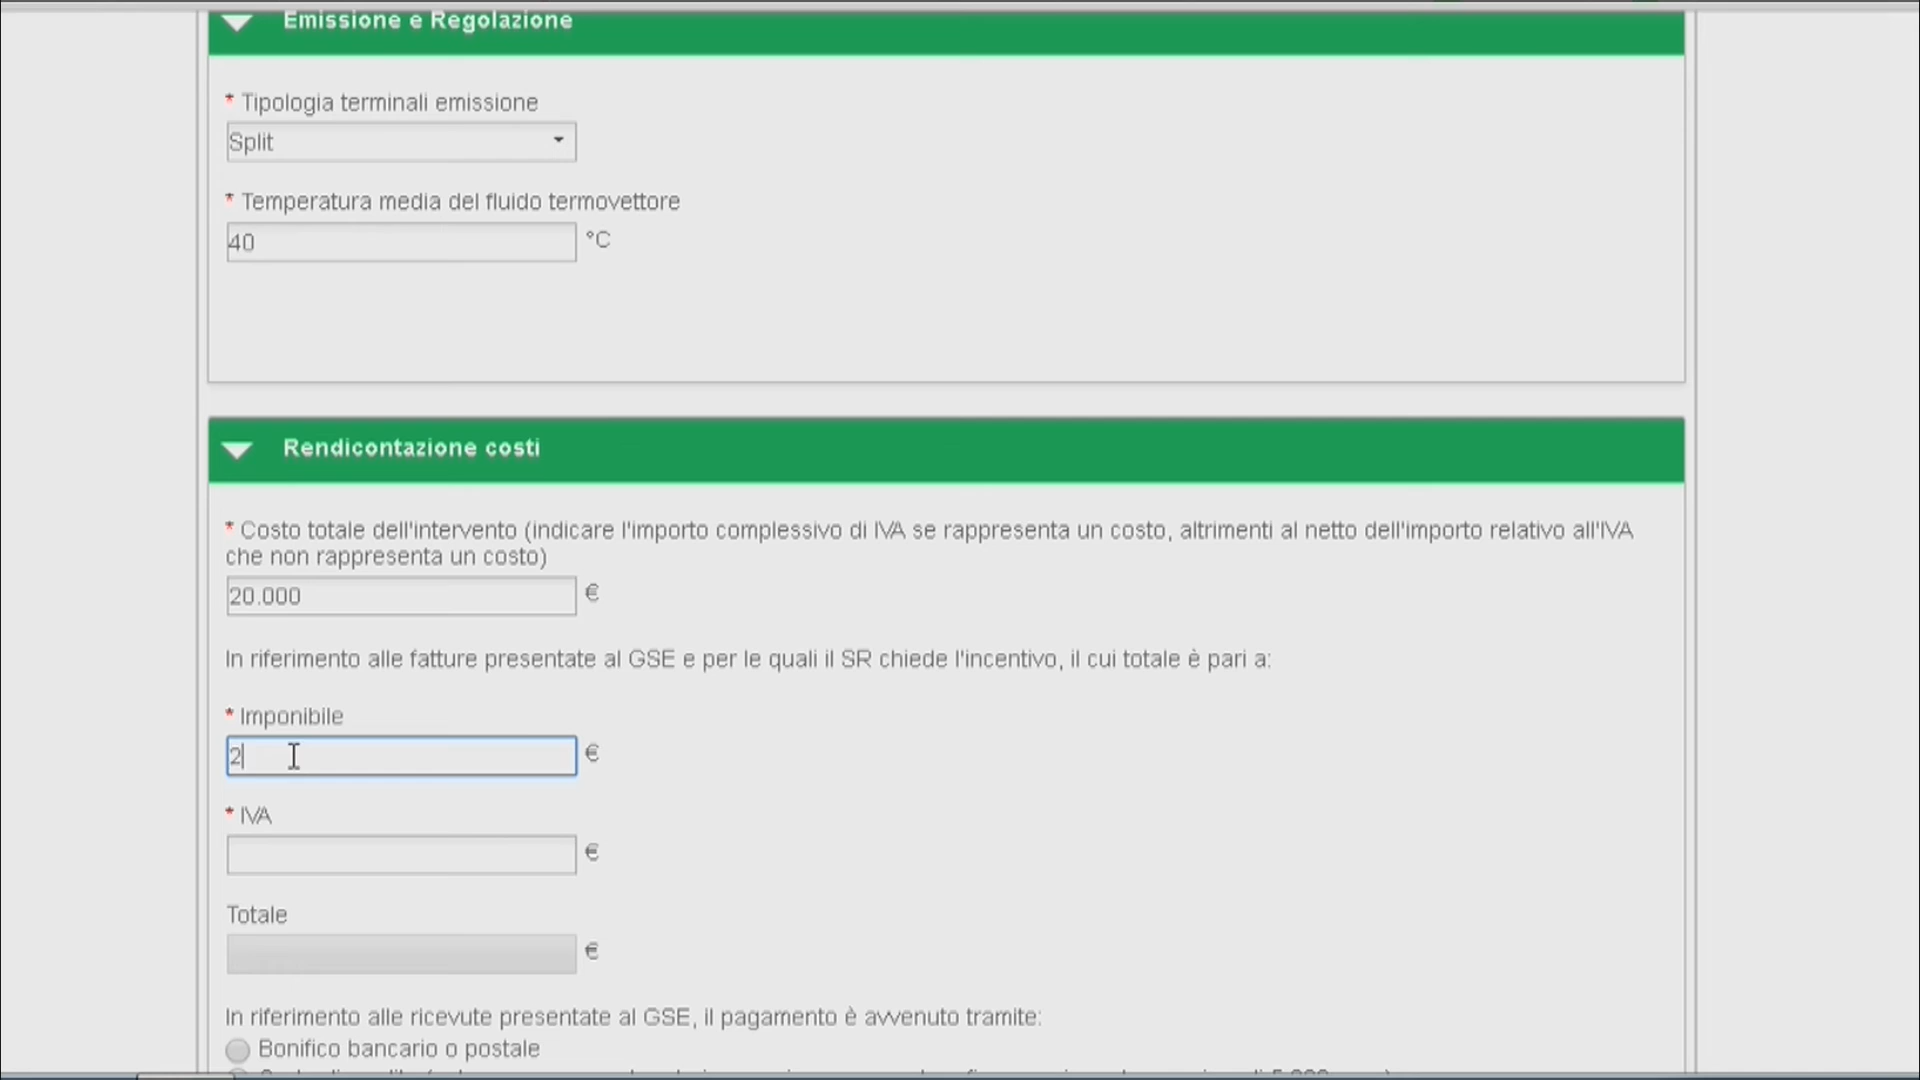 Emissione e Regolazione
* Tipologia terminali emissione
Split
* Temperatura media del fluido termovettore
40 °C
Rendicontazione costi
* Costo totale dell'intervento (indicare l'importo complessivo di IVA se rappresenta un costo, altrimenti al netto dell'importo relativo all'IVA
che non rappresenta un costo)
20.000 €
In riferimento alle fatture presentate al GSE e per le quali il SR chiede l'incentivo, il cui totale è pari a:
* Imponibile
2 €
* IVA
€
Totale
€
In riferimento alle ricevute presentate al GSE, il pagamento è avvenuto tramite:
Bonifico bancario o postale